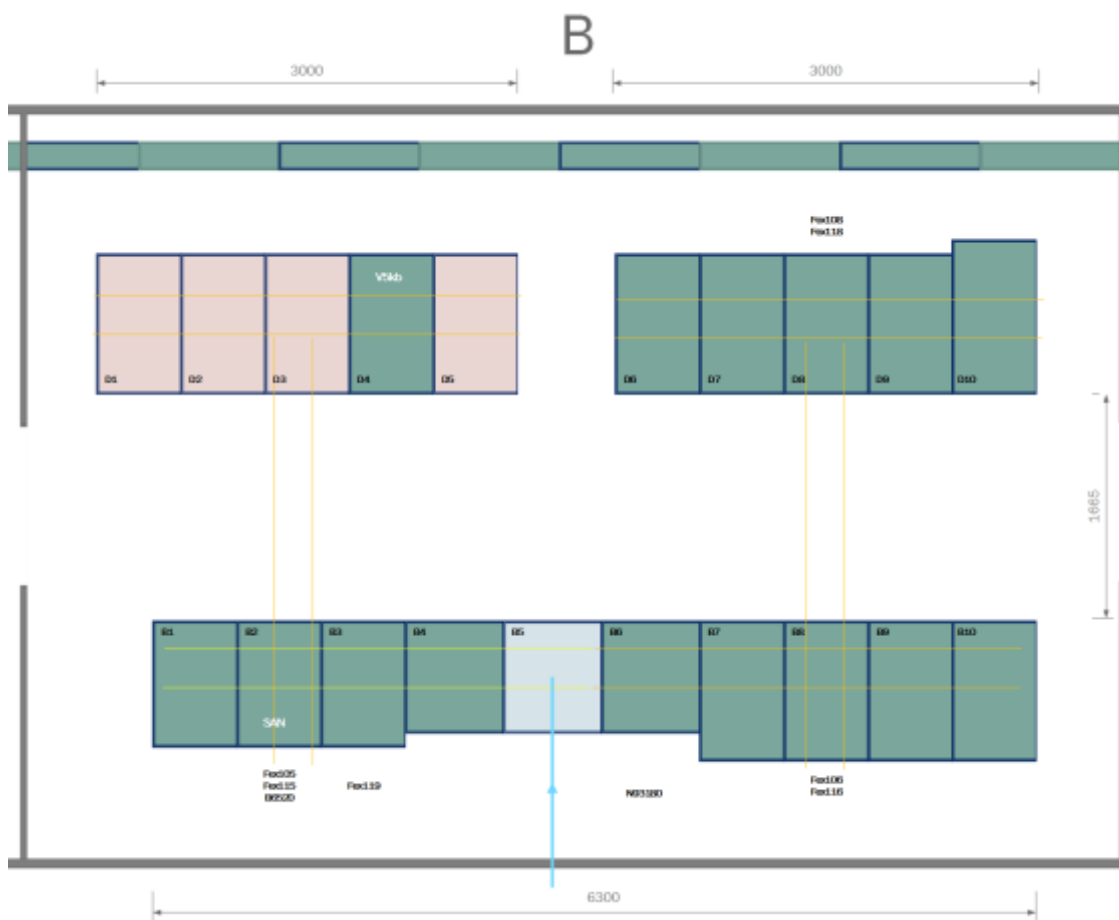 B
3000 3000
Fex108
Fex118
V5kb
D1 D2 D3 D4 D5 D6 D7 D8 D9 D10
1665
B1 B2 B3 B4 B5 B6 B7 B8 B9 B10
SAN
Fex105
Fex115
Fex119
Fex106
Fex116
6300